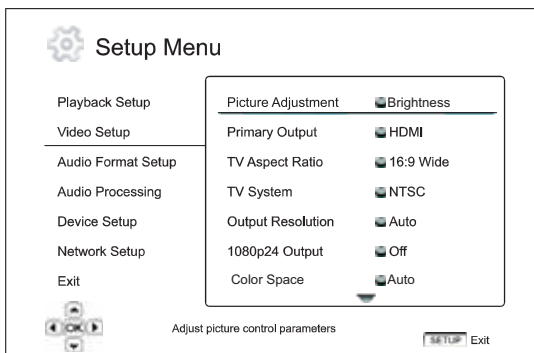 Setup Menu
Playback Setup
Video Setup
Audio Format Setup
Audio Processing
Device Setup
Network Setup
Exit
Picture Adjustment Brightness
Primary Output HDMI
TV Aspect Ratio 16:9 Wide
TV System NTSC
Output Resolution Auto
1080p24 Output Off
Color Space Auto
OK
Adjust picture control parameters
SETUP Exit